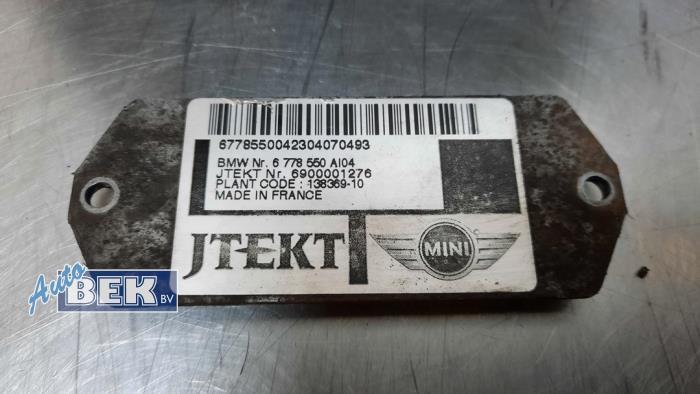 6778550042304070493
BMW Nr. 6 778 550 AI04
JTEKT Nr. 6900001276
PLANT CODE : 138369-10
MADE IN FRANCE
JTEKT MINI
Auto
BEK BV